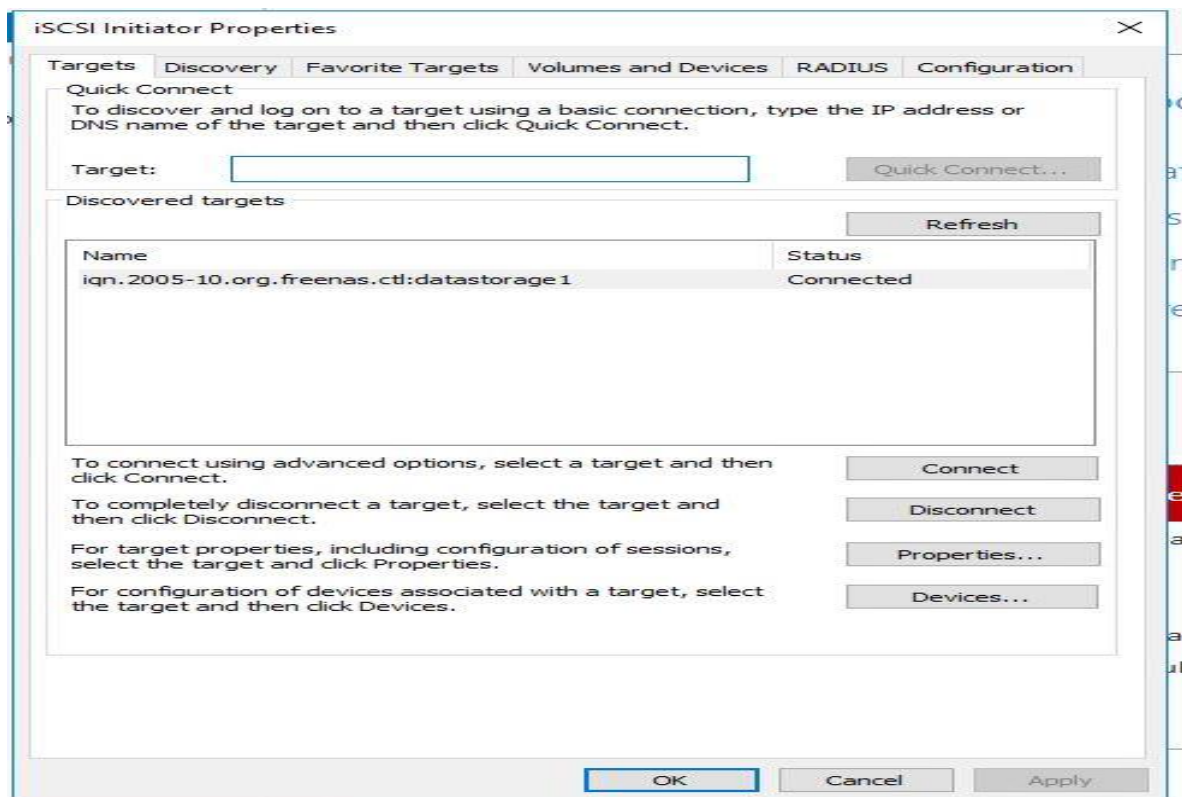 iSCSI Initiator Properties
Targets Discovery Favorite Targets Volumes and Devices RADIUS Configuration
Quick Connect
To discover and log on to a target using a basic connection, type the IP address or
DNS name of the target and then click Quick Connect.
Target: Quick Connect...
Discovered targets
Refresh
Name Status
iqn.2005-10.org.freenas.ctl:datastorage1 Connected
To connect using advanced options, select a target and then
click Connect.
Connect
To completely disconnect a target, select the target and
then click Disconnect.
Disconnect
For target properties, including configuration of sessions,
select the target and click Properties.
Properties...
For configuration of devices associated with a target, select
the target and then click Devices.
Devices...
OK Cancel Apply